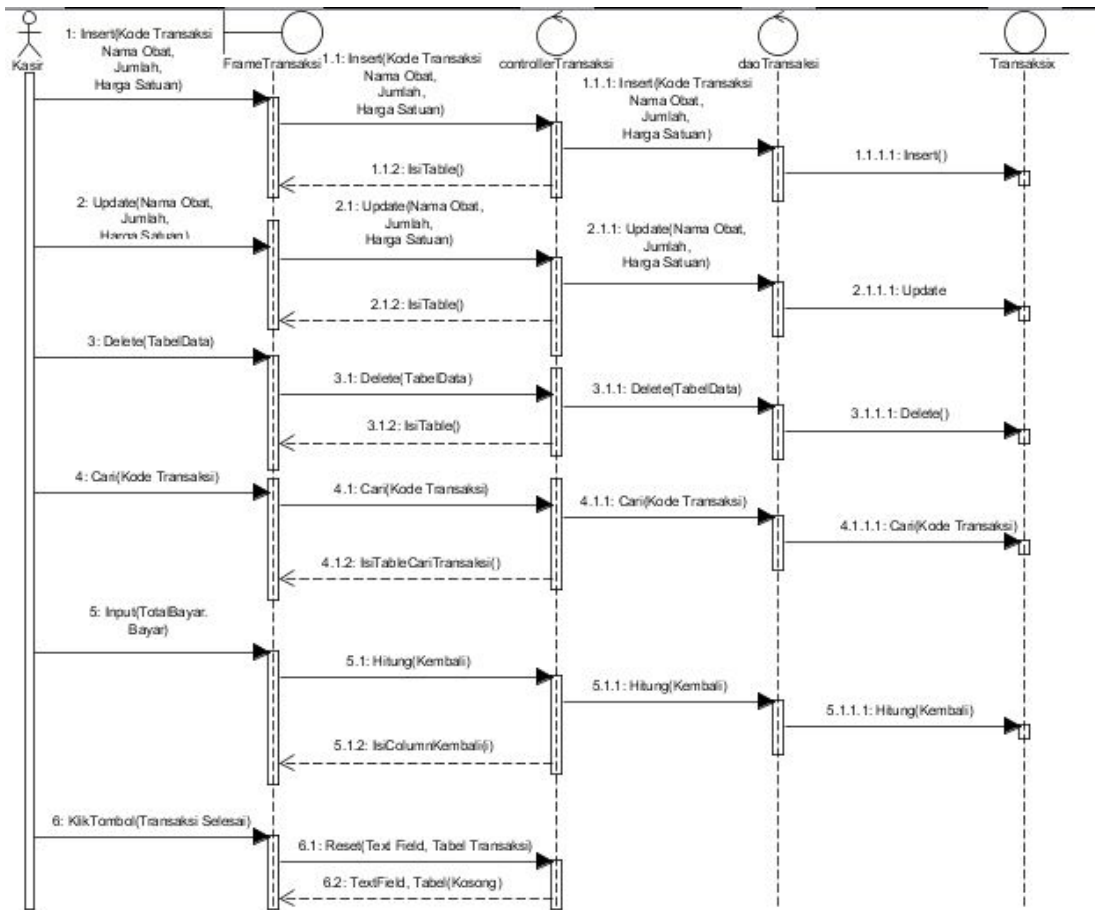 Kasir
FrameTransaksi
controllerTransaksi
daoTransaksi
Transaksix
1: Insert(Kode Transaksi
Nama Obat,
Jumlah,
Harga Satuan)
1.1: Insert(Kode Transaksi
Nama Obat,
Jumlah,
Harga Satuan)
1.1.1: Insert(Kode Transaksi
Nama Obat,
Jumlah,
Harga Satuan)
1.1.1.1: Insert()
1.1.2: IsiTable()
2: Update(Nama Obat,
Jumlah,
Harga Satuan)
2.1: Update(Nama Obat,
Jumlah,
Harga Satuan)
2.1.1: Update(Nama Obat,
Jumlah,
Harga Satuan)
2.1.1.1: Update
2.1.2: IsiTable()
3: Delete(TabelData)
3.1: Delete(TabelData)
3.1.1: Delete(TabelData)
3.1.1.1: Delete()
3.1.2: IsiTable()
4: Cari(Kode Transaksi)
4.1: Cari(Kode Transaksi)
4.1.1: Cari(Kode Transaksi)
4.1.1.1: Cari(Kode Transaksi)
4.1.2: IsiTableCariTransaksi()
5: Input(TotalBayar.
Bayar)
5.1: Hitung(Kembali)
5.1.1: Hitung(Kembali)
5.1.1.1: Hitung(Kembali)
5.1.2: IsiColumnKembali(i)
6: KlikTombol(Transaksi Selesai)
6.1: Reset(Text Field, Tabel Transaksi)
6.2: TextField, Tabel(Kosong)